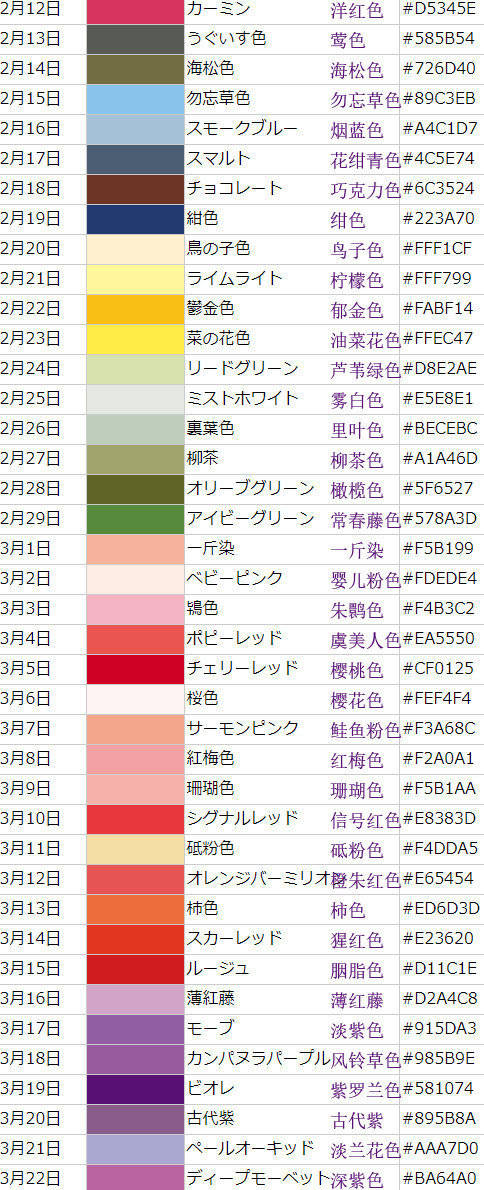 2月12日 カーミン 洋红色 #D5345E
2月13日 うぐいす色 莺色 #585B54
2月14日 海松色 海松色 #726D40
2月15日 勿忘草色 勿忘草色 #89C3EB
2月16日 スモークブルー 烟蓝色 #A4C1D7
2月17日 スマルト 花绀青色 #4C5E74
2月18日 チョコレート 巧克力色 #6C3524
2月19日 紺色 绀色 #223A70
2月20日 鳥の子色 鸟子色 #FFF1CF
2月21日 ライムライト 柠檬色 #FFF799
2月22日 鬱金色 郁金色 #FABF14
2月23日 菜の花色 油菜花色 #FFEC47
2月24日 リードグリーン 芦苇绿色 #D8E2AE
2月25日 ミストホワイト 雾白色 #E5E8E1
2月26日 裏葉色 里叶色 #BECEBC
2月27日 柳茶 柳茶色 #A1A46D
2月28日 オリーブグリーン 橄榄色 #5F6527
2月29日 アイビーグリーン 常春藤色 #578A3D
3月1日 一斤染 一斤染 #F5B199
3月2日 ベビーピンク 婴儿粉色 #FDEDE4
3月3日 鴇色 朱鹮色 #F4B3C2
3月4日 ポピーレッド 虞美人色 #EA5550
3月5日 チェリーレッド 樱桃色 #CF0125
3月6日 桜色 樱花色 #FEF4F4
3月7日 サーモンピンク 鲑鱼粉色 #F3A68C
3月8日 紅梅色 红梅色 #F2A0A1
3月9日 珊瑚色 珊瑚色 #F5B1AA
3月10日 シグナルレッド 信号红色 #E8383D
3月11日 砥粉色 砥粉色 #F4DDA5
3月12日 オレンジバーミリオン 橙朱红色 #E65454
3月13日 柿色 柿色 #ED6D3D
3月14日 スカーレッド 猩红色 #E23620
3月15日 ルージュ 胭脂色 #D11C1E
3月16日 薄紅藤 薄红藤 #D2A4C8
3月17日 モーブ 淡紫色 #915DA3
3月18日 カンパヌラパープル 风铃草色 #985B9E
3月19日 ビオレ 紫罗兰色 #581074
3月20日 古代紫 古代紫 #895B8A
3月21日 ペールオーキッド 淡兰花色 #AAA7D0
3月22日 ディープモーベット 深紫色 #BA64A0